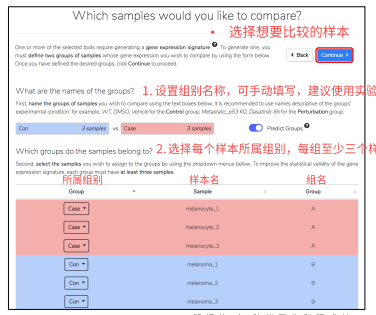 Which samples would you like to compare?
• 选择想要比较的样本
One or more of the selected tools require generating a gene expression signature ?. To generate one, you
must define two groups of samples whose gene expression you wish to compare by using the form below.
Once you have defined the desired groups, click Continue to proceed.
Back
Continue
What are the names of the groups? 1.设置组别名称，可手动填写，建议使用实验
First, name the groups of samples you wish to compare using the text boxes below. It is recommended to use names descriptive of the groups'
experimental condition; for example, WT, DMSO, Vehicle for the Control group; Metastatic, p53 KO, Dasatinib-6h for the Perturbation group.
Con 3 samples vs Case 3 samples Predict Groups ?
Which groups do the samples belong to? 2.选择每个样本所属组别，每组至少三个样
Second, select the samples you wish to assign to the groups by using the dropdown menus below. To improve the statistical validity of the gene
expression signature, each group must have at least three samples.
所属组别 样本名 组名
Group Sample Group
Case melanocyte_1 A
Case melanocyte_2 A
Case melanocyte_3 A
Con melanoma_1 B
Con melanoma_2 B
Con melanoma_3 B